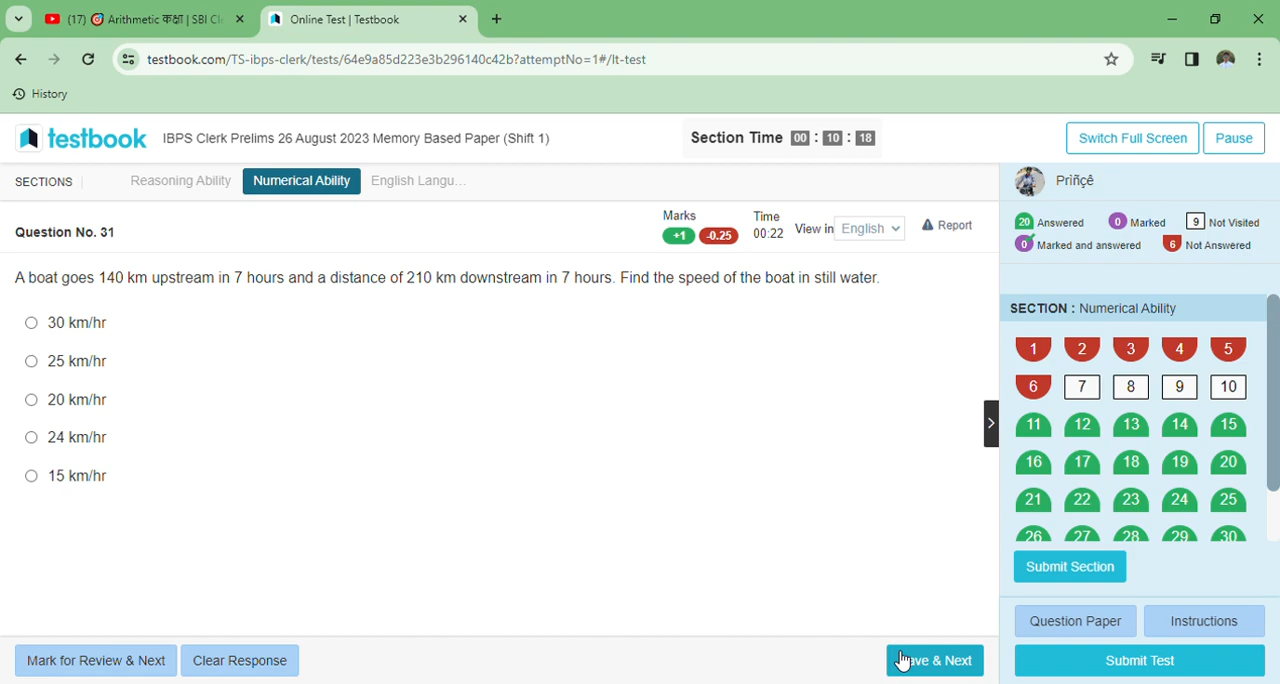 (17) 🎯 Arithmetic कक्षा | SBI Cl
Online Test | Testbook
testbook.com/TS-ibps-clerk/tests/64e9a85d223e3b296140c42b?attemptNo=1#/lt-test
History
testbook IBPS Clerk Prelims 26 August 2023 Memory Based Paper (Shift 1) Section Time 00 : 10 : 18 Switch Full Screen Pause
SECTIONS Reasoning Ability Numerical Ability English Langu...
Prîñçê
Question No. 31 Marks +1 -0.25 Time 00:22 View in English Report
20 Answered 0 Marked 9 Not Visited
0 Marked and answered 6 Not Answered
A boat goes 140 km upstream in 7 hours and a distance of 210 km downstream in 7 hours. Find the speed of the boat in still water.
30 km/hr
25 km/hr
20 km/hr
24 km/hr
15 km/hr
SECTION : Numerical Ability
1 2 3 4 5
6 7 8 9 10
11 12 13 14 15
16 17 18 19 20
21 22 23 24 25
26 27 28 29 30
Submit Section
Question Paper Instructions
Mark for Review & Next Clear Response & Next Submit Test